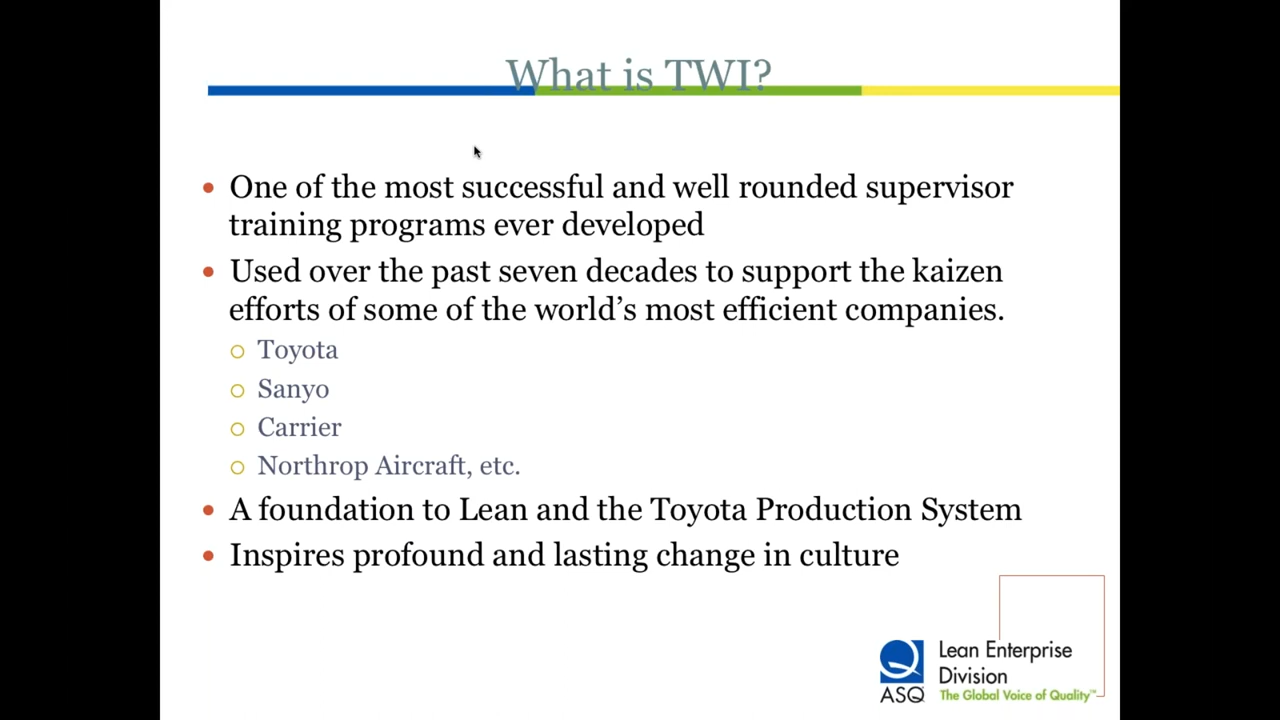 What is TWI?
One of the most successful and well rounded supervisor
training programs ever developed
Used over the past seven decades to support the kaizen
efforts of some of the world’s most efficient companies.
Toyota
Sanyo
Carrier
Northrop Aircraft, etc.
A foundation to Lean and the Toyota Production System
Inspires profound and lasting change in culture
Lean Enterprise
Division
ASQ The Global Voice of Quality™